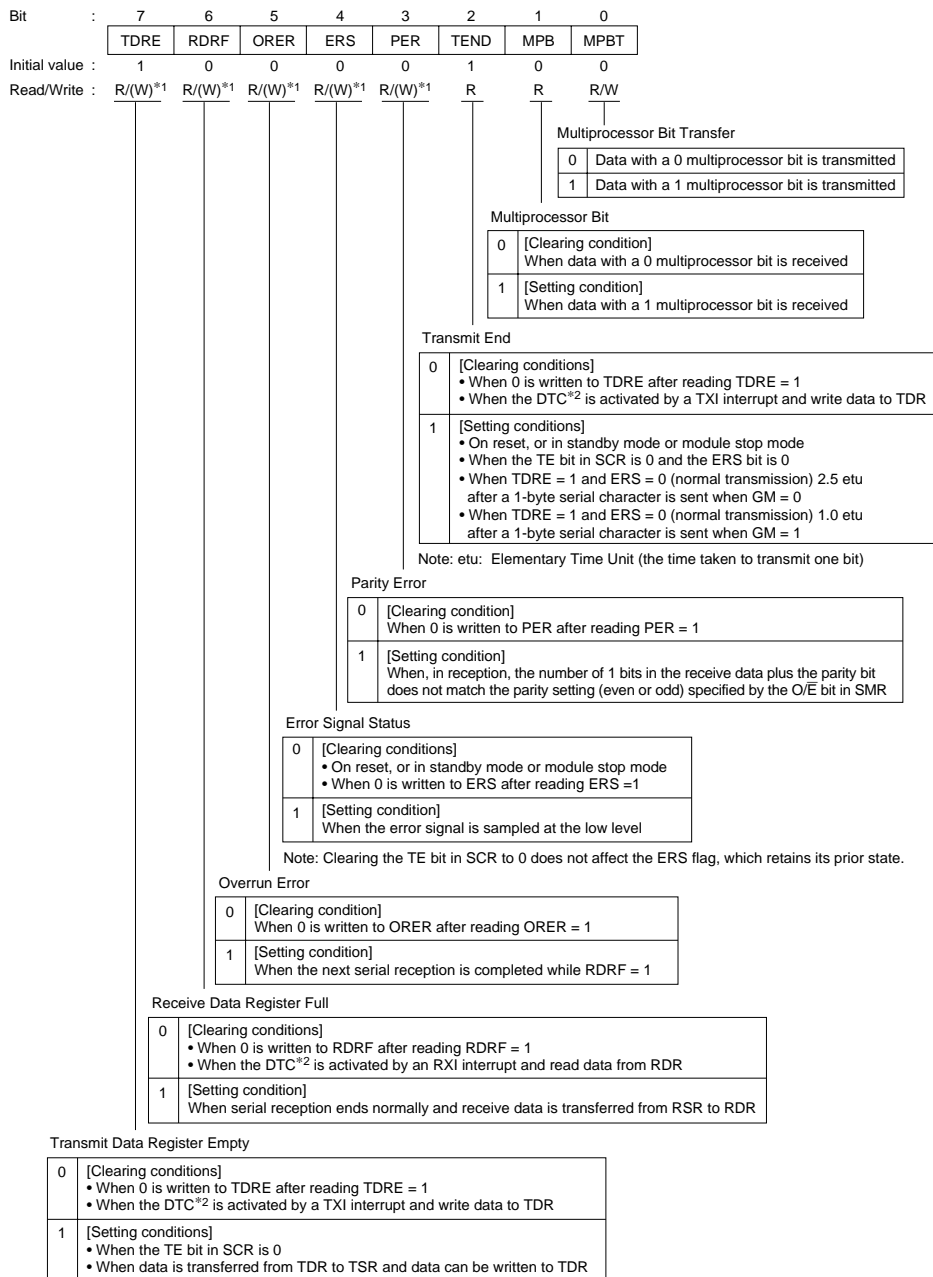 Bit : 7 6 5 4 3 2 1 0
TDRE RDRF ORER ERS PER TEND MPB MPBT
Initial value : 1 0 0 0 0 1 0 0
Read/Write : R/(W)*1 R/(W)*1 R/(W)*1 R/(W)*1 R/(W)*1 R R R/W
Multiprocessor Bit Transfer
0 Data with a 0 multiprocessor bit is transmitted
1 Data with a 1 multiprocessor bit is transmitted
Multiprocessor Bit
0 [Clearing condition]
When data with a 0 multiprocessor bit is received
1 [Setting condition]
When data with a 1 multiprocessor bit is received
Transmit End
0 [Clearing conditions]
• When 0 is written to TDRE after reading TDRE = 1
• When the DTC*2 is activated by a TXI interrupt and write data to TDR
1 [Setting conditions]
• On reset, or in standby mode or module stop mode
• When the TE bit in SCR is 0 and the ERS bit is 0
• When TDRE = 1 and ERS = 0 (normal transmission) 2.5 etu
after a 1-byte serial character is sent when GM = 0
• When TDRE = 1 and ERS = 0 (normal transmission) 1.0 etu
after a 1-byte serial character is sent when GM = 1
Note: etu: Elementary Time Unit (the time taken to transmit one bit)
Parity Error
0 [Clearing condition]
When 0 is written to PER after reading PER = 1
1 [Setting condition]
When, in reception, the number of 1 bits in the receive data plus the parity bit
does not match the parity setting (even or odd) specified by the O/E̅ bit in SMR
Error Signal Status
0 [Clearing conditions]
• On reset, or in standby mode or module stop mode
• When 0 is written to ERS after reading ERS =1
1 [Setting condition]
When the error signal is sampled at the low level
Note: Clearing the TE bit in SCR to 0 does not affect the ERS flag, which retains its prior state.
Overrun Error
0 [Clearing condition]
When 0 is written to ORER after reading ORER = 1
1 [Setting condition]
When the next serial reception is completed while RDRF = 1
Receive Data Register Full
0 [Clearing conditions]
• When 0 is written to RDRF after reading RDRF = 1
• When the DTC*2 is activated by an RXI interrupt and read data from RDR
1 [Setting condition]
When serial reception ends normally and receive data is transferred from RSR to RDR
Transmit Data Register Empty
0 [Clearing conditions]
• When 0 is written to TDRE after reading TDRE = 1
• When the DTC*2 is activated by a TXI interrupt and write data to TDR
1 [Setting conditions]
• When the TE bit in SCR is 0
• When data is transferred from TDR to TSR and data can be written to TDR